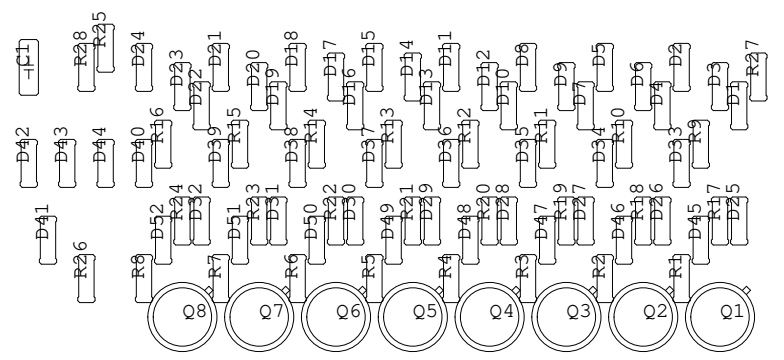 C1 R28 R25 D24 D23 D22 D21 D20 D19 D18 D17 D16 D15 D14 D13 D11 D12 D10 D8 D9 D7 D5 D6 D4 D2 D3 D1 R27
D42 D43 D44 D40 R16 D39 R15 D38 R14 D37 R13 D36 R12 D35 R11 D34 R10 D33 R9
D41 D52 R24 D32 D51 R23 D31 D50 R22 D30 D49 R21 D29 D48 R20 D28 D47 R19 D27 D46 R18 D26 D45 R17 D25
R26 R8 R7 R6 R5 R4 R3 R2 R1
Q8 Q7 Q6 Q5 Q4 Q3 Q2 Q1